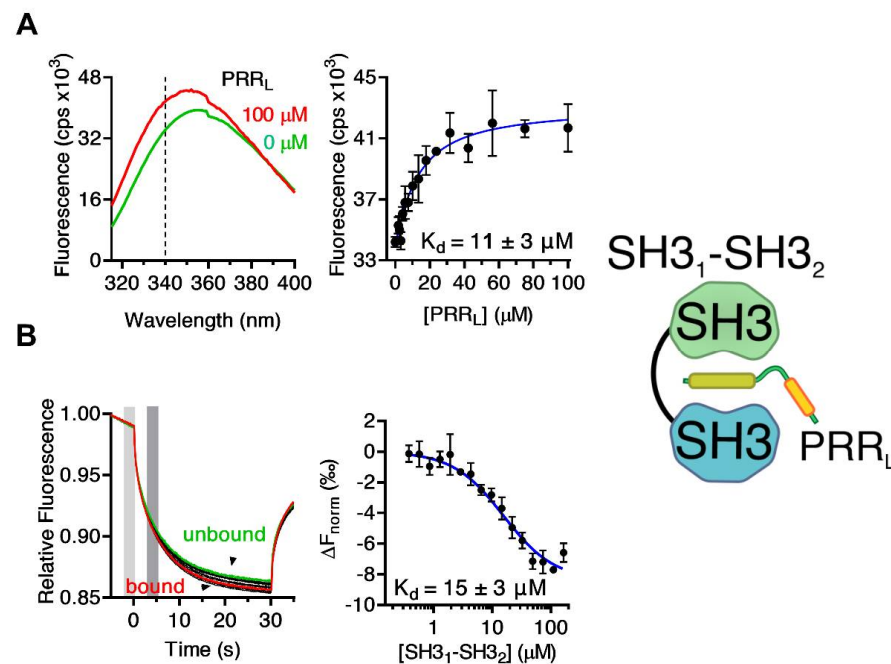 A
Fluorescence (cps x10³)
48
32
16
0
PRR_L
100 μM
0 μM
320 340 360 380 400
Wavelength (nm)
Fluorescence (cps x10³)
45
41
37
33
K_d = 11 ± 3 μM
0 20 40 60 80 100
[PRR_L] (μM)
SH3₁-SH3₂
SH3
SH3
PRR_L
B
Relative Fluorescence
1.00
0.95
0.90
0.85
unbound
bound
0 10 20 30
Time (s)
ΔF_norm (‰)
2
0
-2
-4
-6
-8
-10
K_d = 15 ± 3 μM
1 10 100
[SH3₁-SH3₂] (μM)